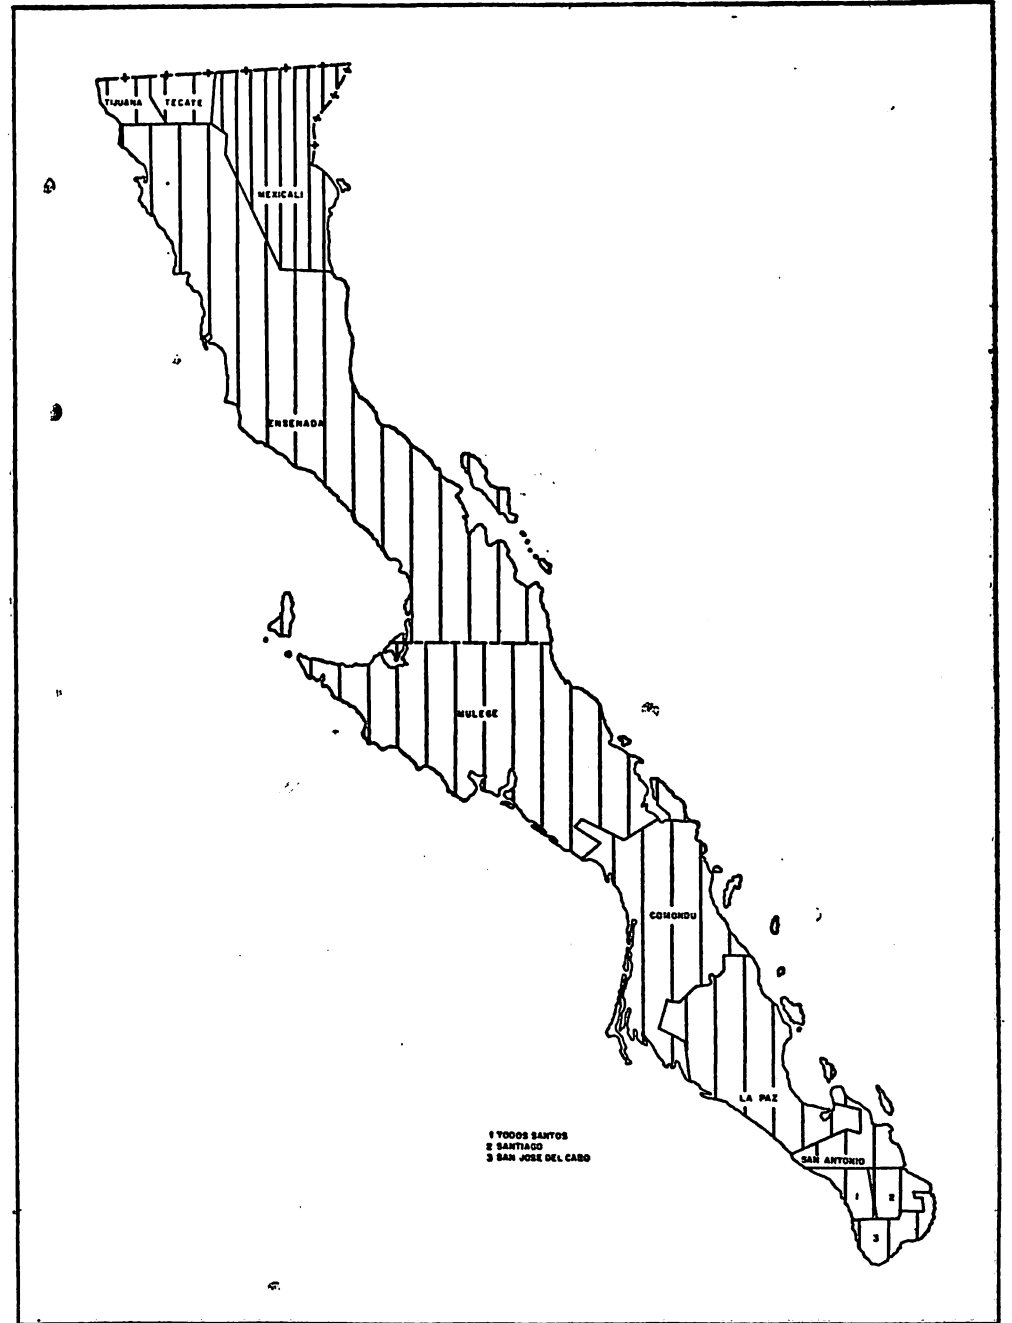 TIJUANA
TECATE
MEXICALI
ENSENADA
MULEGE
COMONDU
LA PAZ
SAN ANTONIO
1
2
3
1 TODOS SANTOS
2 SANTIAGO
3 SAN JOSE DEL CABO